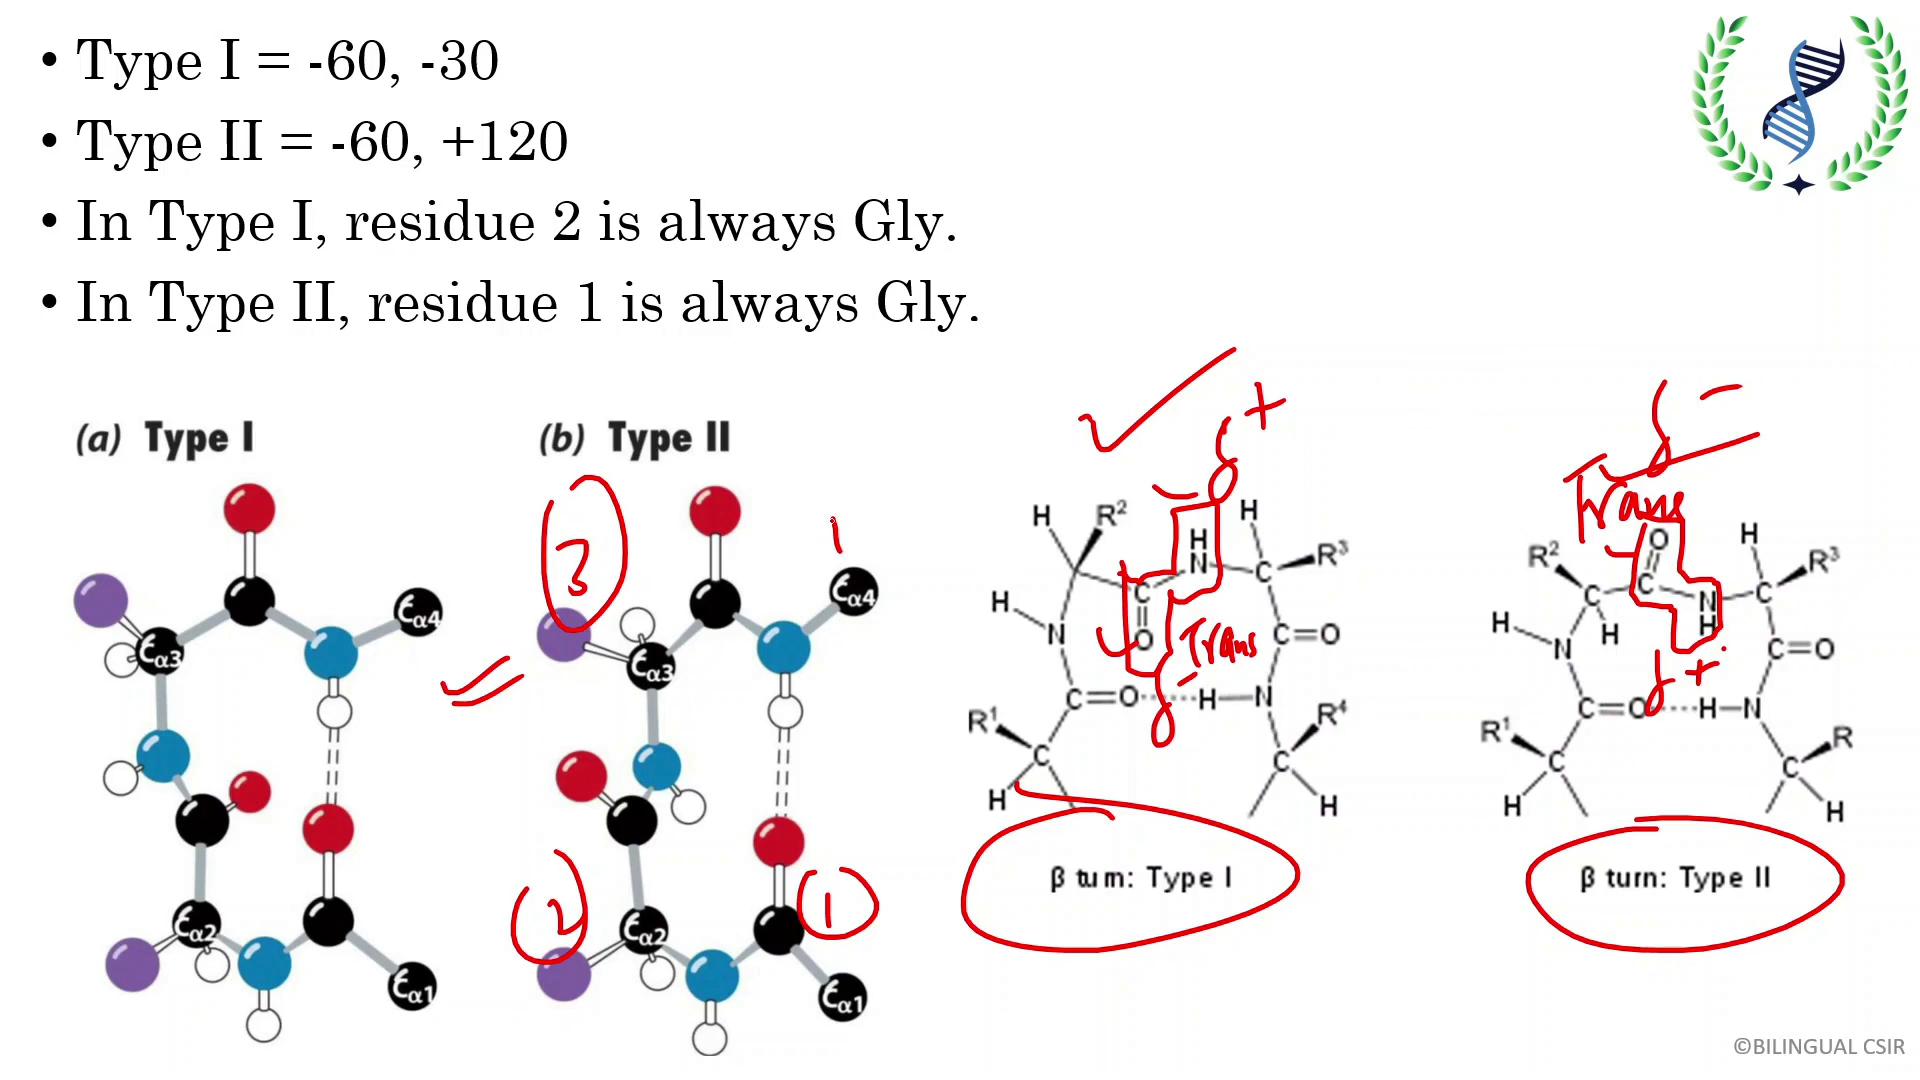 • Type I = -60, -30
• Type II = -60, +120
• In Type I, residue 2 is always Gly.
• In Type II, residue 1 is always Gly.
(a) Type I
(b) Type II
Cα3
Cα4
Cα2
Cα1
3
1
Cα3
Cα4
2
1
Cα2
Cα1
δ +
H R² H N H R³
H N C O C C=O
Trans
δ -
C=O H—N
R¹ C H R⁴ C H
β turn: Type I
δ -
Trans
R² C H C O N H H C R³
H N C=O
δ +
C=O H—N
R¹ C H R C H
β turn: Type II
©BILINGUAL CSIR